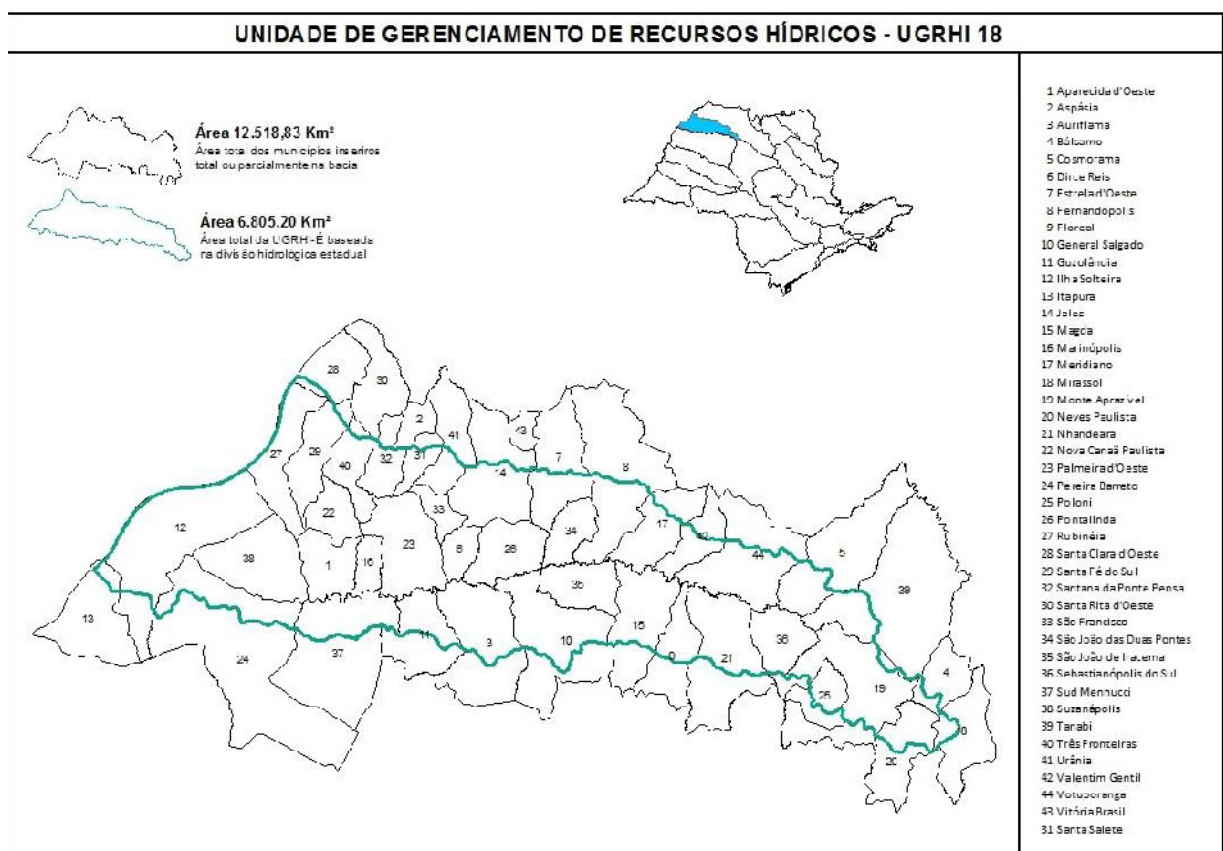 UNIDADE DE GERENCIAMENTO DE RECURSOS HÍDRICOS - UGRHI 18
Área 12.518,83 Km²
Área total dos municípios inseriros
total ou parcialmente na bacia
Área 6.805.20 Km²
Área total da UGRHI-É baseada
na divisão hidrológica estadual
1 Aparecida d'Oeste
2 Aspásia
3 Auriflama
4 Bálsamo
5 Cosmorama
6 Dirce Reis
7 Estrela d'Oeste
8 Fernandópolis
9 Floreal
10 General Salgado
11 Guzolândia
12 Ilha Solteira
13 Itapura
14 Jales
15 Magda
16 Marinópolis
17 Meridiano
18 Mirassol
19 Monte Aprazível
20 Neves Paulista
21 Nhandeara
22 Nova Canaã Paulista
23 Palmeira d'Oeste
24 Pereira Barreto
25 Poloni
26 Pontalinda
27 Rubinéia
28 Santa Clara d'Oeste
29 Santa Fé do Sul
32 Santana da Ponte Pensa
30 Santa Rita d'Oeste
33 São Francisco
34 São João das Duas Pontes
35 São João de Iracema
36 Sebastianópolis do Sul
37 Sud Mennucci
38 Suzanápolis
39 Tanabi
40 Três Fronteiras
41 Urânia
42 Valentim Gentil
44 Votuporanga
43 Vitória Brasil
31 Santa Salete
28
30
2
41
43
7
8
27
29
40
32
31
14
12
22
33
34
17
44
5
38
1
16
23
6
26
39
13
35
24
37
11
3
10
15
9
21
36
25
19
4
20